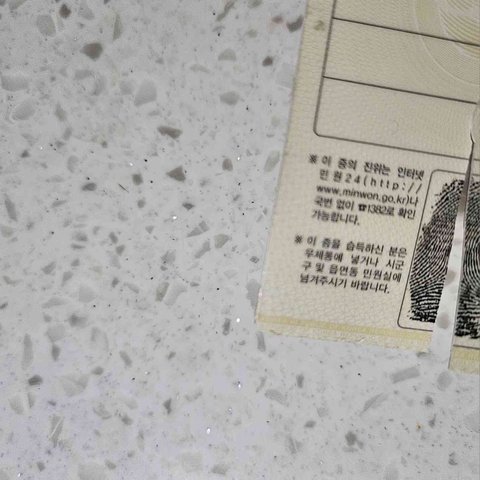 ※ 이 증의 진위는 인터넷
민원24(http://
www.minwon.go.kr)나
국번 없이 ☎1382로 확인
가능합니다.
※ 이 증을 습득하신 분은
우체통에 넣거나 시군
구 및 읍면동 민원실에
넘겨주시기 바랍니다.